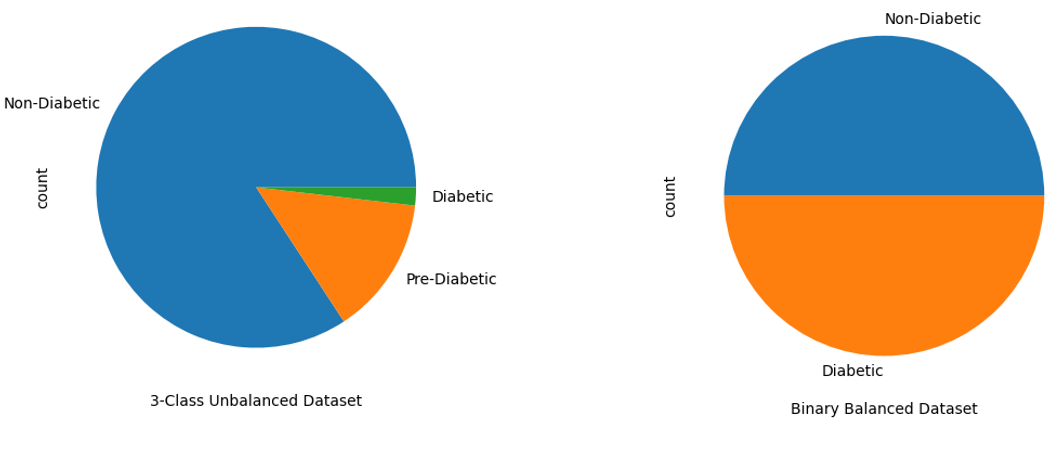 Non-Diabetic
count
Diabetic
Pre-Diabetic
3-Class Unbalanced Dataset
Non-Diabetic
count
Diabetic
Binary Balanced Dataset